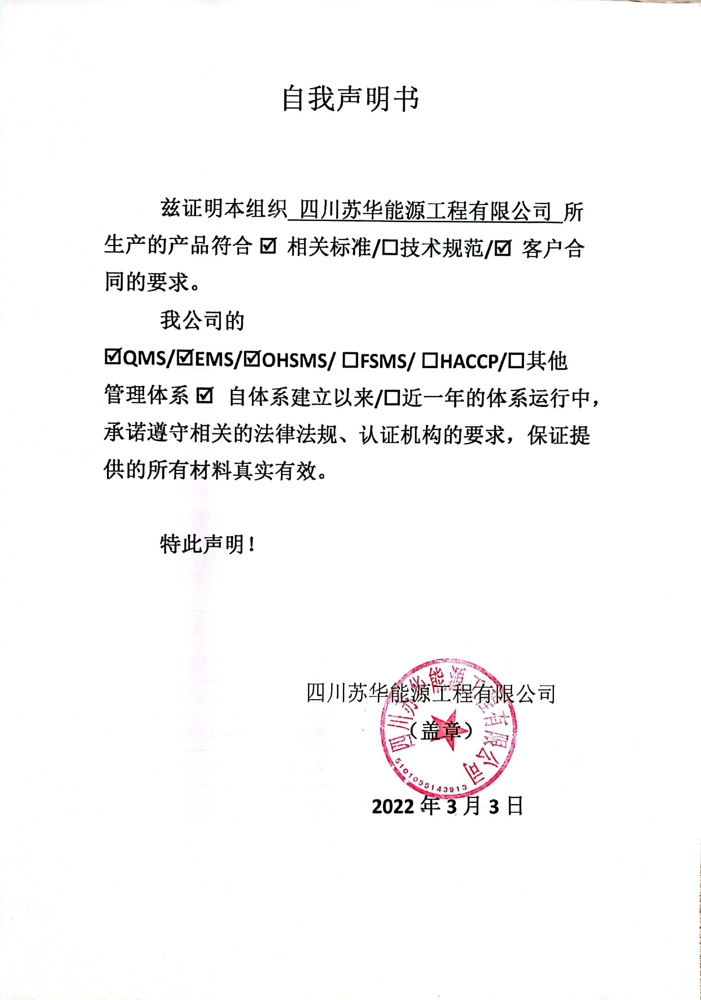 自我声明书
兹证明本组织 四川苏华能源工程有限公司 所
生产的产品符合 ☑ 相关标准/☐技术规范/☑ 客户合
同的要求。
我公司的
☑QMS/☑EMS/☑OHSMS/ ☐FSMS/ ☐HACCP/☐其他
管理体系 ☑ 自体系建立以来/☐近一年的体系运行中，
承诺遵守相关的法律法规、认证机构的要求，保证提
供的所有材料真实有效。
特此声明！
四川苏华能源工程有限公司
（盖章）
四川苏华能源工程有限公司
5101055143913
2022 年 3 月 3 日